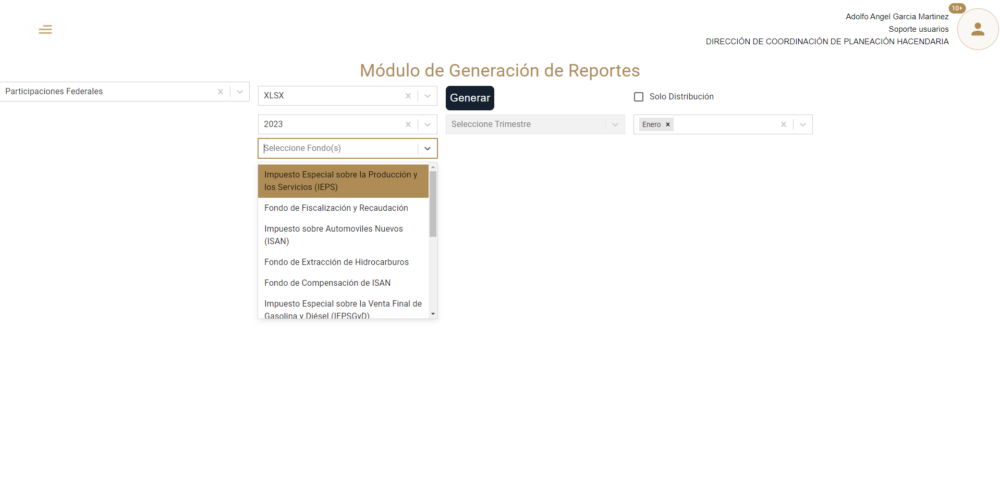 10+
Adolfo Angel Garcia Martinez
Soporte usuarios
DIRECCIÓN DE COORDINACIÓN DE PLANEACIÓN HACENDARIA
Módulo de Generación de Reportes
Participaciones Federales
XLSX
Generar
Solo Distribución
2023
Seleccione Trimestre
Enero
Seleccione Fondo(s)
Impuesto Especial sobre la Producción y
los Servicios (IEPS)
Fondo de Fiscalización y Recaudación
Impuesto sobre Automoviles Nuevos
(ISAN)
Fondo de Extracción de Hidrocarburos
Fondo de Compensación de ISAN
Impuesto Especial sobre la Venta Final de
Gasolina y Diésel (IEPSGyD)